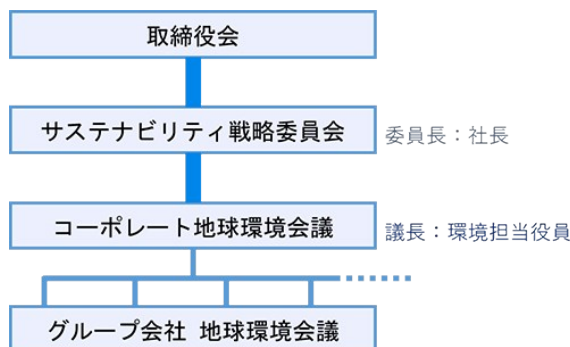 取締役会
サステナビリティ戦略委員会
委員長：社長
コーポレート地球環境会議
議長：環境担当役員
グループ会社 地球環境会議